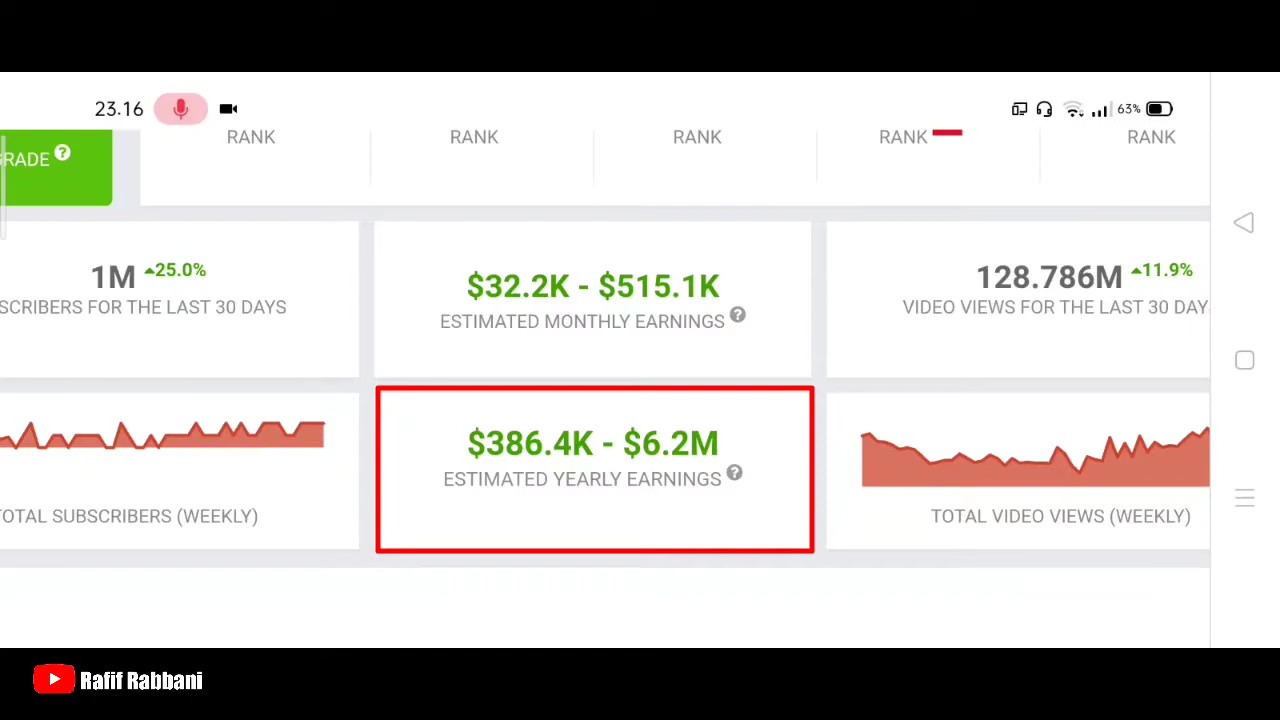 23.16
63%
GRADE
RANK
RANK
RANK
RANK
RANK
1M 25.0%
SCRIBERS FOR THE LAST 30 DAYS
$32.2K - $515.1K
ESTIMATED MONTHLY EARNINGS ?
128.786M 11.9%
VIDEO VIEWS FOR THE LAST 30 DAY
TOTAL SUBSCRIBERS (WEEKLY)
$386.4K - $6.2M
ESTIMATED YEARLY EARNINGS ?
TOTAL VIDEO VIEWS (WEEKLY)
Rafif Rabbani